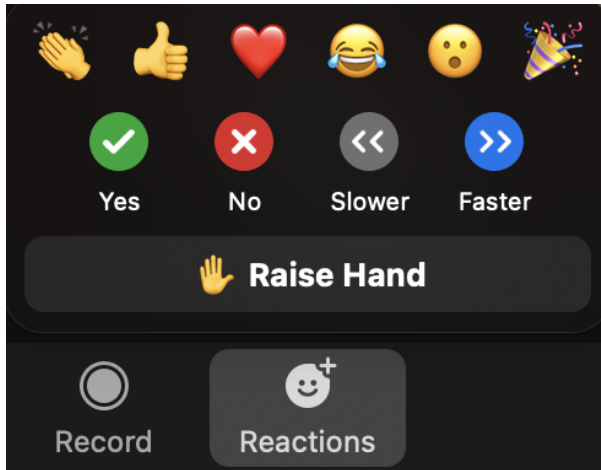 Yes No Slower Faster
Raise Hand
Record Reactions